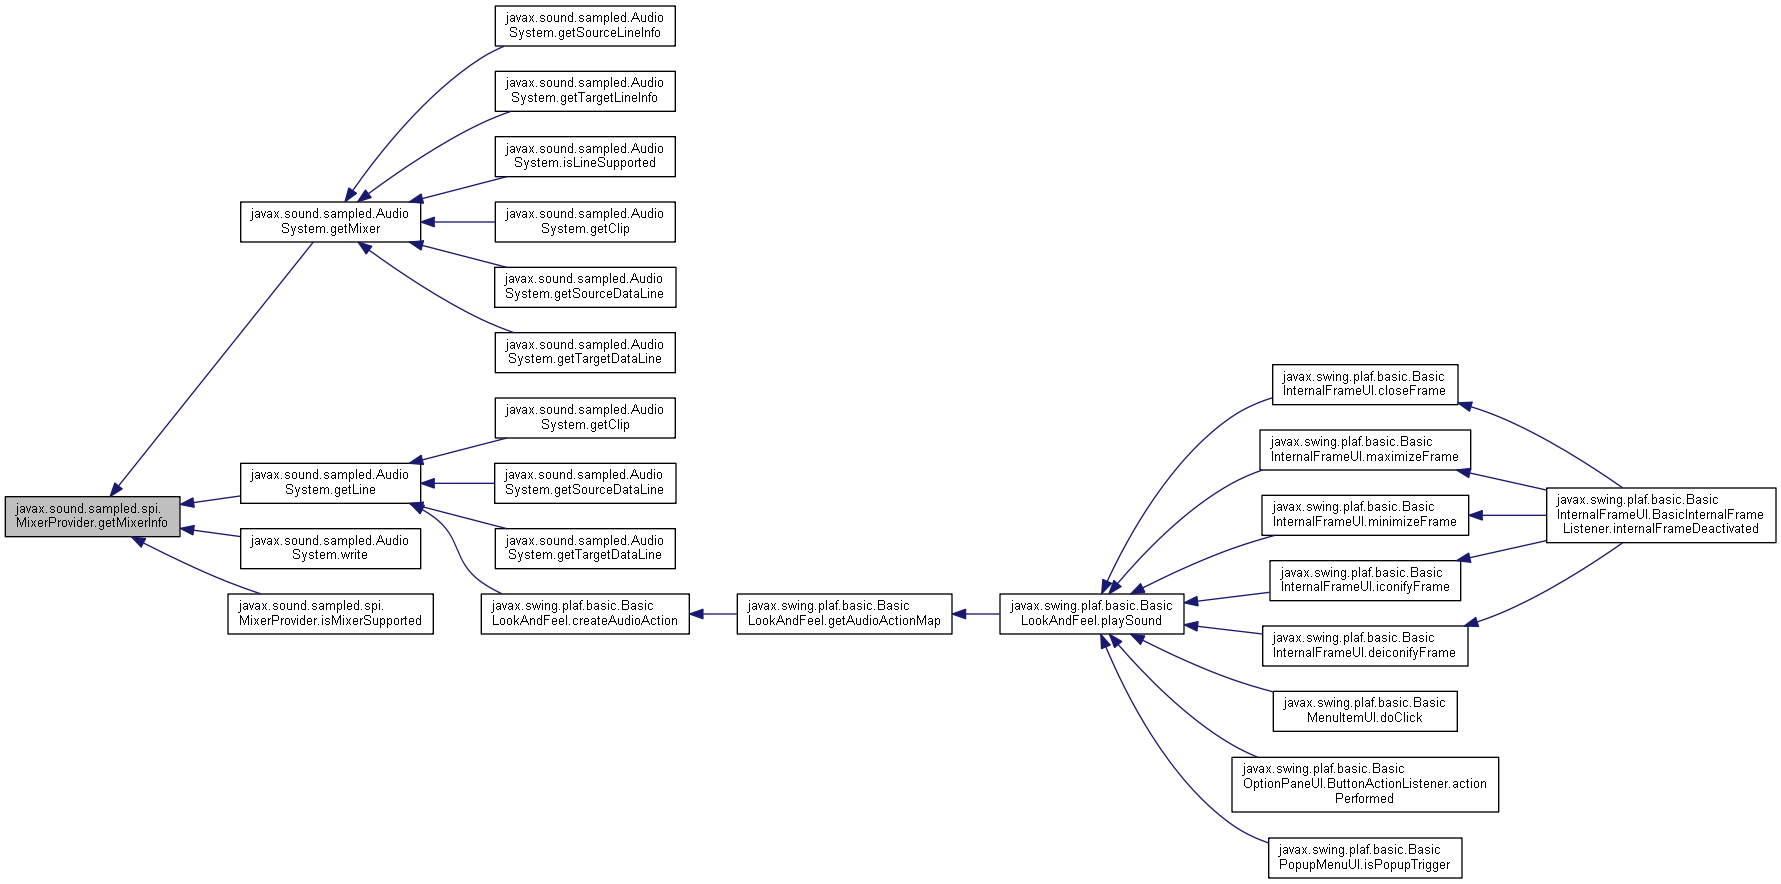 javax.sound.sampled.Audio
System.getSourceLineInfo
javax.sound.sampled.Audio
System.getTargetLineInfo
javax.sound.sampled.Audio
System.isLineSupported
javax.sound.sampled.Audio
System.getMixer
javax.sound.sampled.Audio
System.getClip
javax.sound.sampled.Audio
System.getSourceDataLine
javax.sound.sampled.Audio
System.getTargetDataLine
javax.sound.sampled.Audio
System.getClip
javax.sound.sampled.Audio
System.getLine
javax.sound.sampled.Audio
System.getSourceDataLine
javax.sound.sampled.spi.
MixerProvider.getMixerInfo
javax.sound.sampled.Audio
System.write
javax.sound.sampled.Audio
System.getTargetDataLine
javax.sound.sampled.spi.
MixerProvider.isMixerSupported
javax.swing.plaf.basic.Basic
LookAndFeel.createAudioAction
javax.swing.plaf.basic.Basic
LookAndFeel.getAudioActionMap
javax.swing.plaf.basic.Basic
LookAndFeel.playSound
javax.swing.plaf.basic.Basic
InternalFrameUI.closeFrame
javax.swing.plaf.basic.Basic
InternalFrameUI.maximizeFrame
javax.swing.plaf.basic.Basic
InternalFrameUI.minimizeFrame
javax.swing.plaf.basic.Basic
InternalFrameUI.BasicInternalFrame
Listener.internalFrameDeactivated
javax.swing.plaf.basic.Basic
InternalFrameUI.iconifyFrame
javax.swing.plaf.basic.Basic
InternalFrameUI.deiconifyFrame
javax.swing.plaf.basic.Basic
MenuItemUI.doClick
javax.swing.plaf.basic.Basic
OptionPaneUI.ButtonActionListener.action
Performed
javax.swing.plaf.basic.Basic
PopupMenuUI.isPopupTrigger